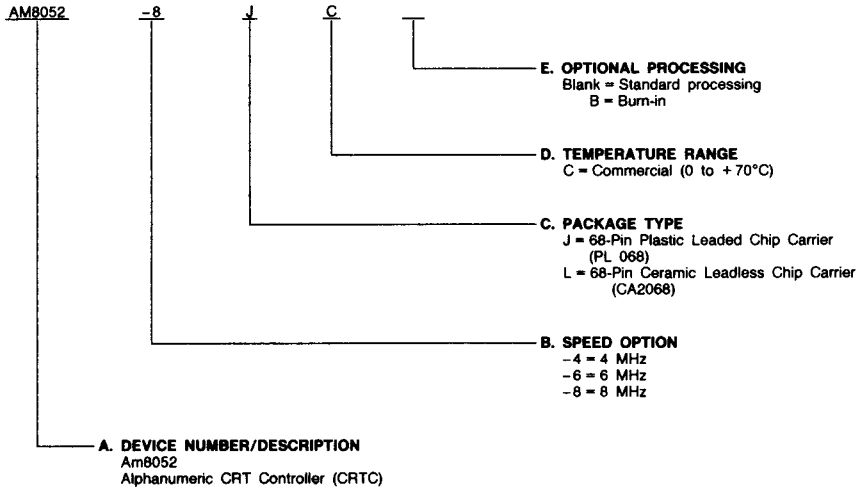 AM8052 -8 J C
E. OPTIONAL PROCESSING
Blank = Standard processing
B = Burn-in
D. TEMPERATURE RANGE
C = Commercial (0 to +70°C)
C. PACKAGE TYPE
J = 68-Pin Plastic Leaded Chip Carrier
(PL 068)
L = 68-Pin Ceramic Leadless Chip Carrier
(CA2068)
B. SPEED OPTION
-4 = 4 MHz
-6 = 6 MHz
-8 = 8 MHz
A. DEVICE NUMBER/DESCRIPTION
Am8052
Alphanumeric CRT Controller (CRTC)